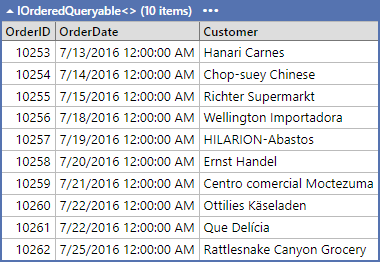 IOrderedQueryable<> (10 items) •••
OrderID OrderDate Customer
10253 7/13/2016 12:00:00 AM Hanari Carnes
10254 7/14/2016 12:00:00 AM Chop-suey Chinese
10255 7/15/2016 12:00:00 AM Richter Supermarkt
10256 7/18/2016 12:00:00 AM Wellington Importadora
10257 7/19/2016 12:00:00 AM HILARION-Abastos
10258 7/20/2016 12:00:00 AM Ernst Handel
10259 7/21/2016 12:00:00 AM Centro comercial Moctezuma
10260 7/22/2016 12:00:00 AM Ottilies Käseladen
10261 7/22/2016 12:00:00 AM Que Delícia
10262 7/25/2016 12:00:00 AM Rattlesnake Canyon Grocery